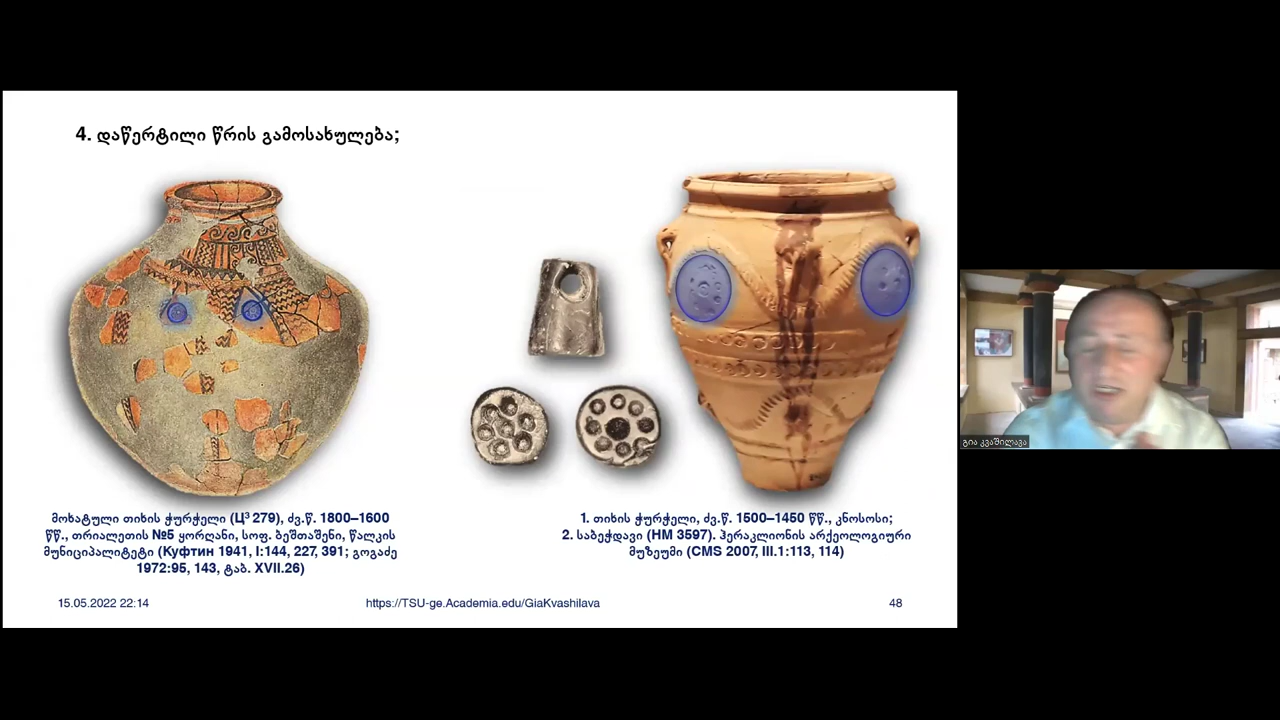 4. დაწერტილი წრის გამოსახულება;
მოხატული თიხის ჭურჭელი (Ц³ 279), ძვ.წ. 1800–1600
წწ., თრიალეთის №5 ყორღანი, სოფ. ბეშთაშენი, წალკის
მუნიციპალიტეტი (Куфтин 1941, I:144, 227, 391; გოგაძე
1972:95, 143, ტაბ. XVII.26)
1. თიხის ჭურჭელი, ძვ.წ. 1500–1450 წწ., კნოსოსი;
2. საბეჭდავი (HM 3597). ჰერაკლიონის არქეოლოგიური
მუზეუმი (CMS 2007, III.1:113, 114)
15.05.2022 22:14
https://TSU-ge.Academia.edu/GiaKvashilava
48
გია კვაშილავა